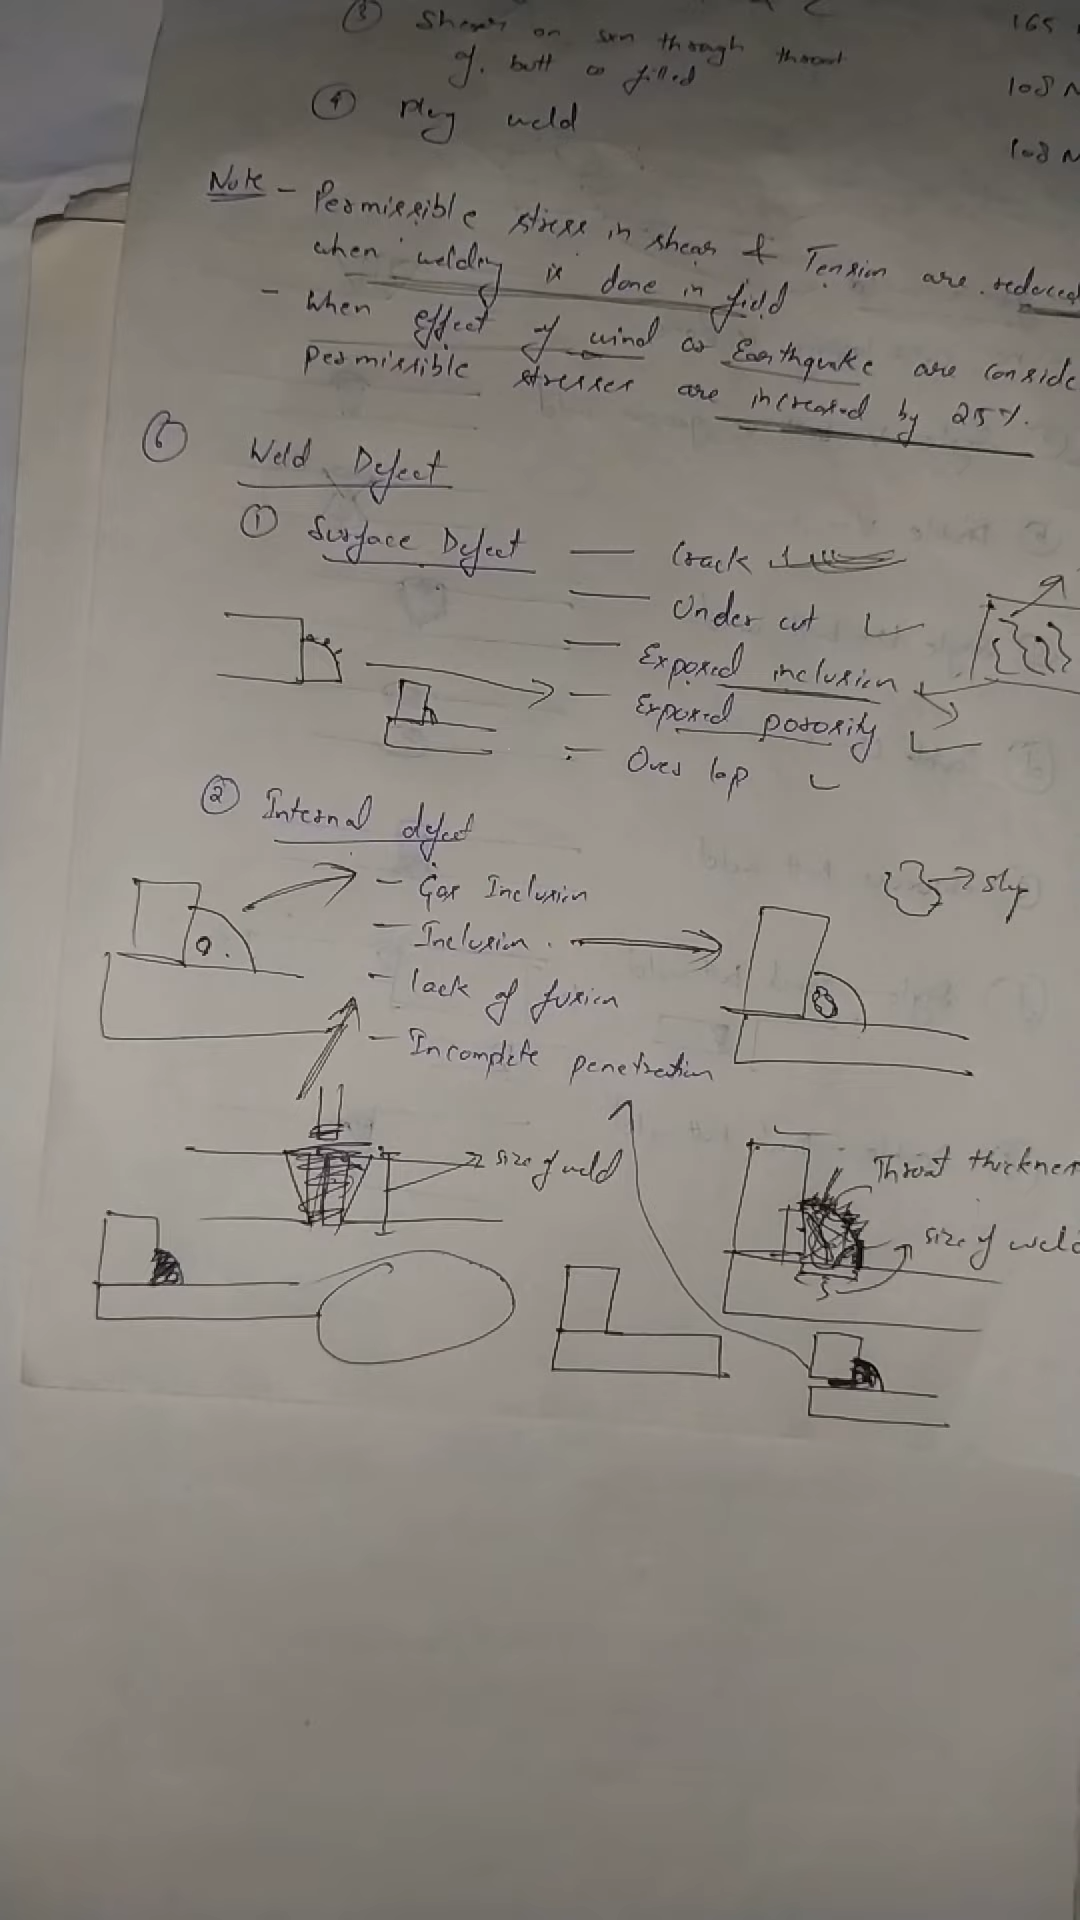 ③ Shear on sxn through throat 165
of butt or filled 108 N
④ Plug weld 108 N
Note - Permissible stress in shear & Tension are reduced
when welding is done in field
- When effect of wind or Earthquake are conside
permissible stresses are increased by 25%.
⑥ Weld Defect
① Surface Defect — Crack
— Under cut
— Exposed inclusion
— Exposed porosity
— Over lap
② Internal defect
- Gas Inclusion
- Inclusion.
- lack of fusion
- Incomplete penetration
size of weld
Throat thicknes
size of weld
S